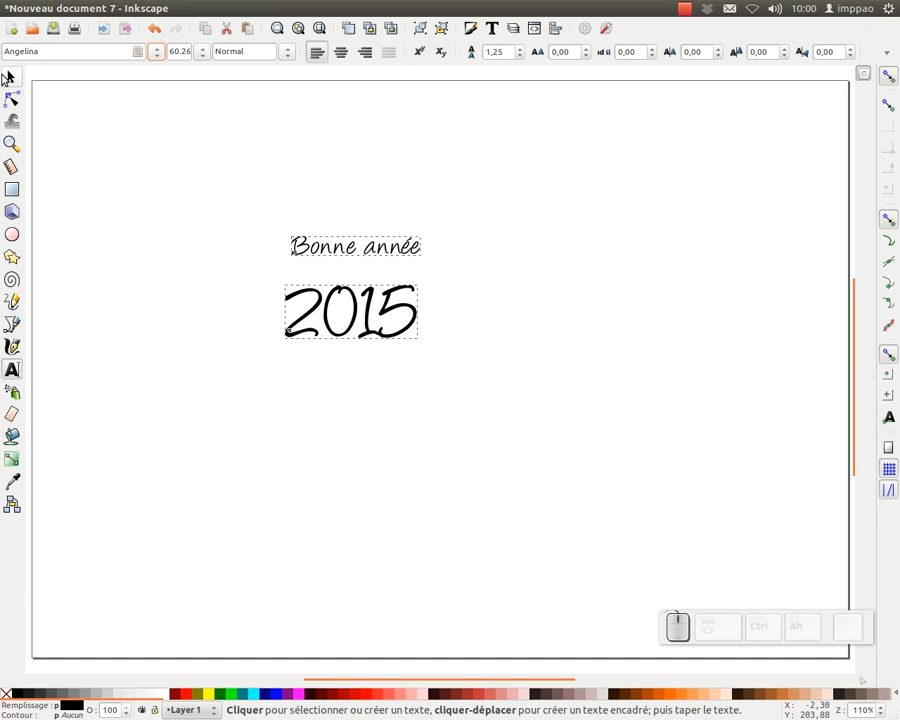 *Nouveau document 7 - Inkscape
10:00 imppao
Angelina 60.26 Normal 1,25 0,00 0,00 0,00 0,00 0,00
Bonne année
2015
Ctrl Alt
Remplissage : p
Contour : p Aucun
O : 100
•Layer 1
Cliquer pour sélectionner ou créer un texte, cliquer-déplacer pour créer un texte encadré; puis taper le texte.
X: -2,30
Y: 203,88
Z: 110%